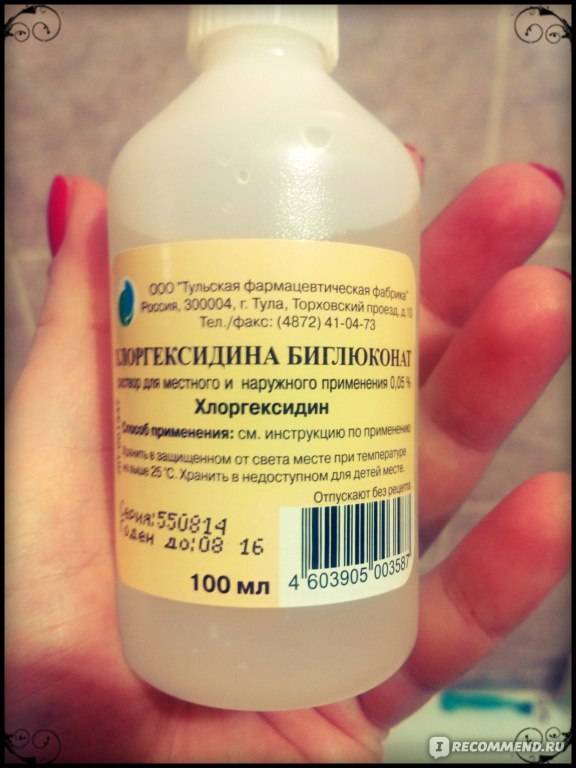 ООО "Тульская фармацевтическая фабрика"
Россия, 300004, г. Тула, Торховский проезд, д.10
Тел./факс: (4872) 41-04-73
ХЛОРГЕКСИДИНА БИГЛЮКОНАТ
раствор для местного и наружного применения 0,05 %
Хлоргексидин
Способ применения: см. инструкцию по применению
Хранить в защищенном от света месте при температуре
не выше 25 °С. Хранить в недоступном для детей месте.
Отпускают без рецепта
Серия:550814
Годен до:08 16
100 мл
4 603905 003587
IRECOMMEND.RU